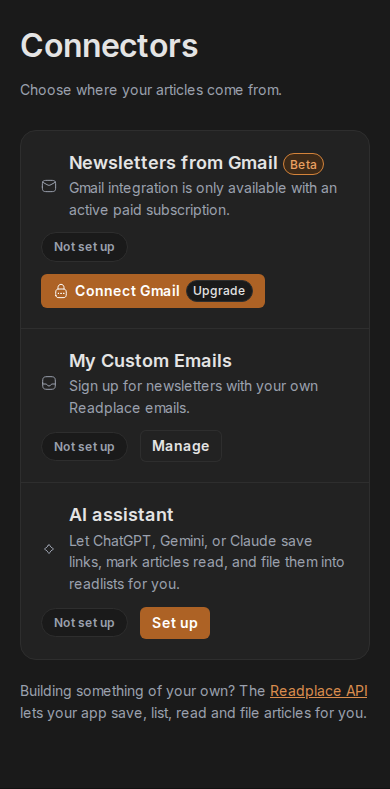 Connectors
Choose where your articles come from.
Newsletters from Gmail Beta
Gmail integration is only available with an
active paid subscription.
Not set up
Connect Gmail Upgrade
My Custom Emails
Sign up for newsletters with your own
Readplace emails.
Not set up Manage
AI assistant
Let ChatGPT, Gemini, or Claude save
links, mark articles read, and file them into
readlists for you.
Not set up Set up
Building something of your own? The Readplace API
lets your app save, list, read and file articles for you.